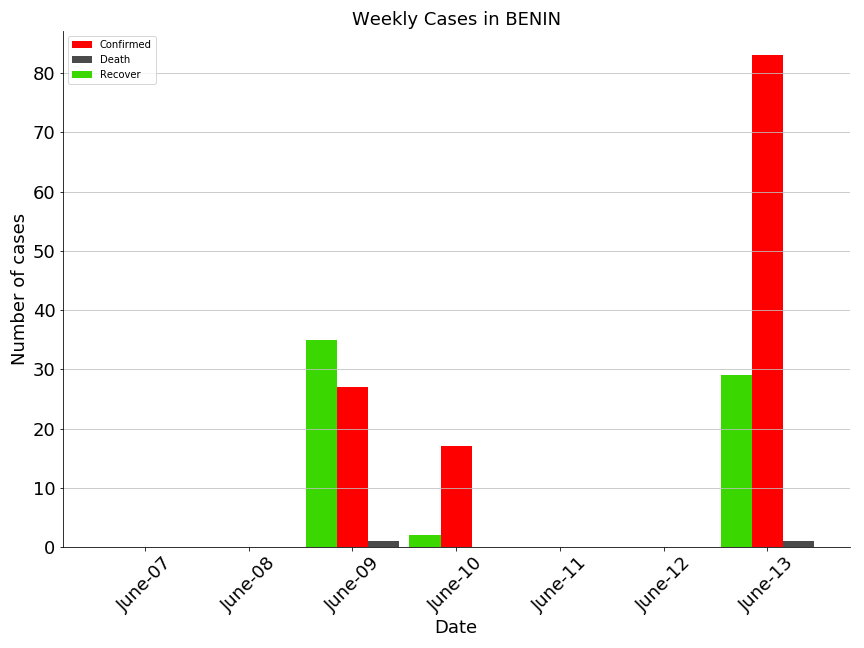 Weekly Cases in BENIN
Confirmed
Death
Recover
Number of cases
80
70
60
50
40
30
20
10
0
June-07
June-08
June-09
June-10
June-11
June-12
June-13
Date